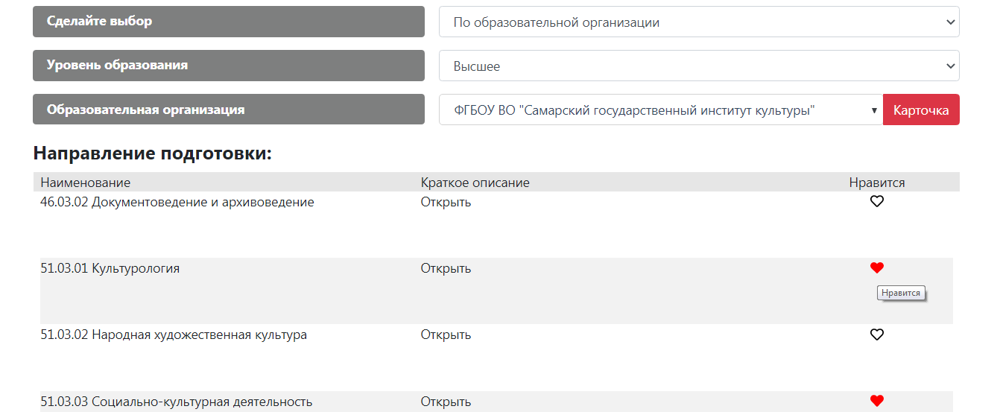 Сделайте выбор По образовательной организации
Уровень образования Высшее
Образовательная организация ФГБОУ ВО "Самарский государственный институт культуры" Карточка
Направление подготовки:
Наименование Краткое описание Нравится
46.03.02 Документоведение и архивоведение Открыть
51.03.01 Культурология Открыть
Нравится
51.03.02 Народная художественная культура Открыть
51.03.03 Социально-культурная деятельность Открыть